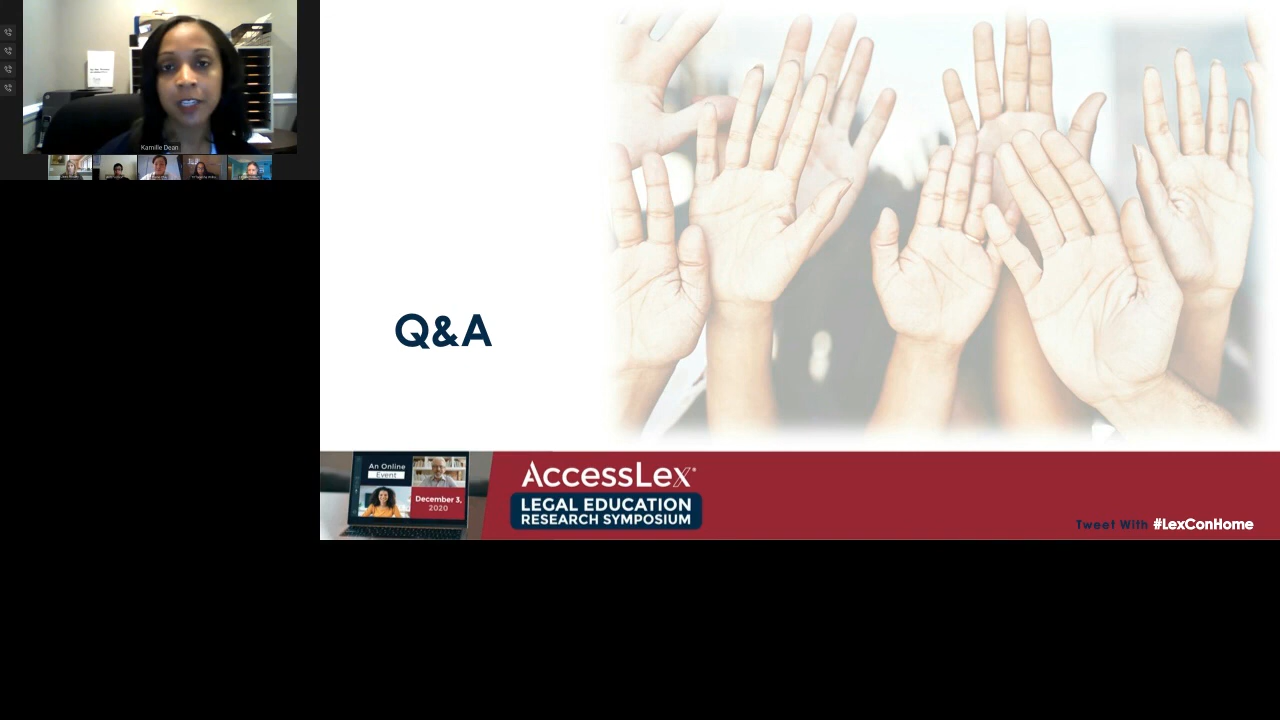 Kamille Dean
Q&A
An Online
Event
December 3,
2020
AccessLex®
LEGAL EDUCATION
RESEARCH SYMPOSIUM
Tweet With #LexConHome